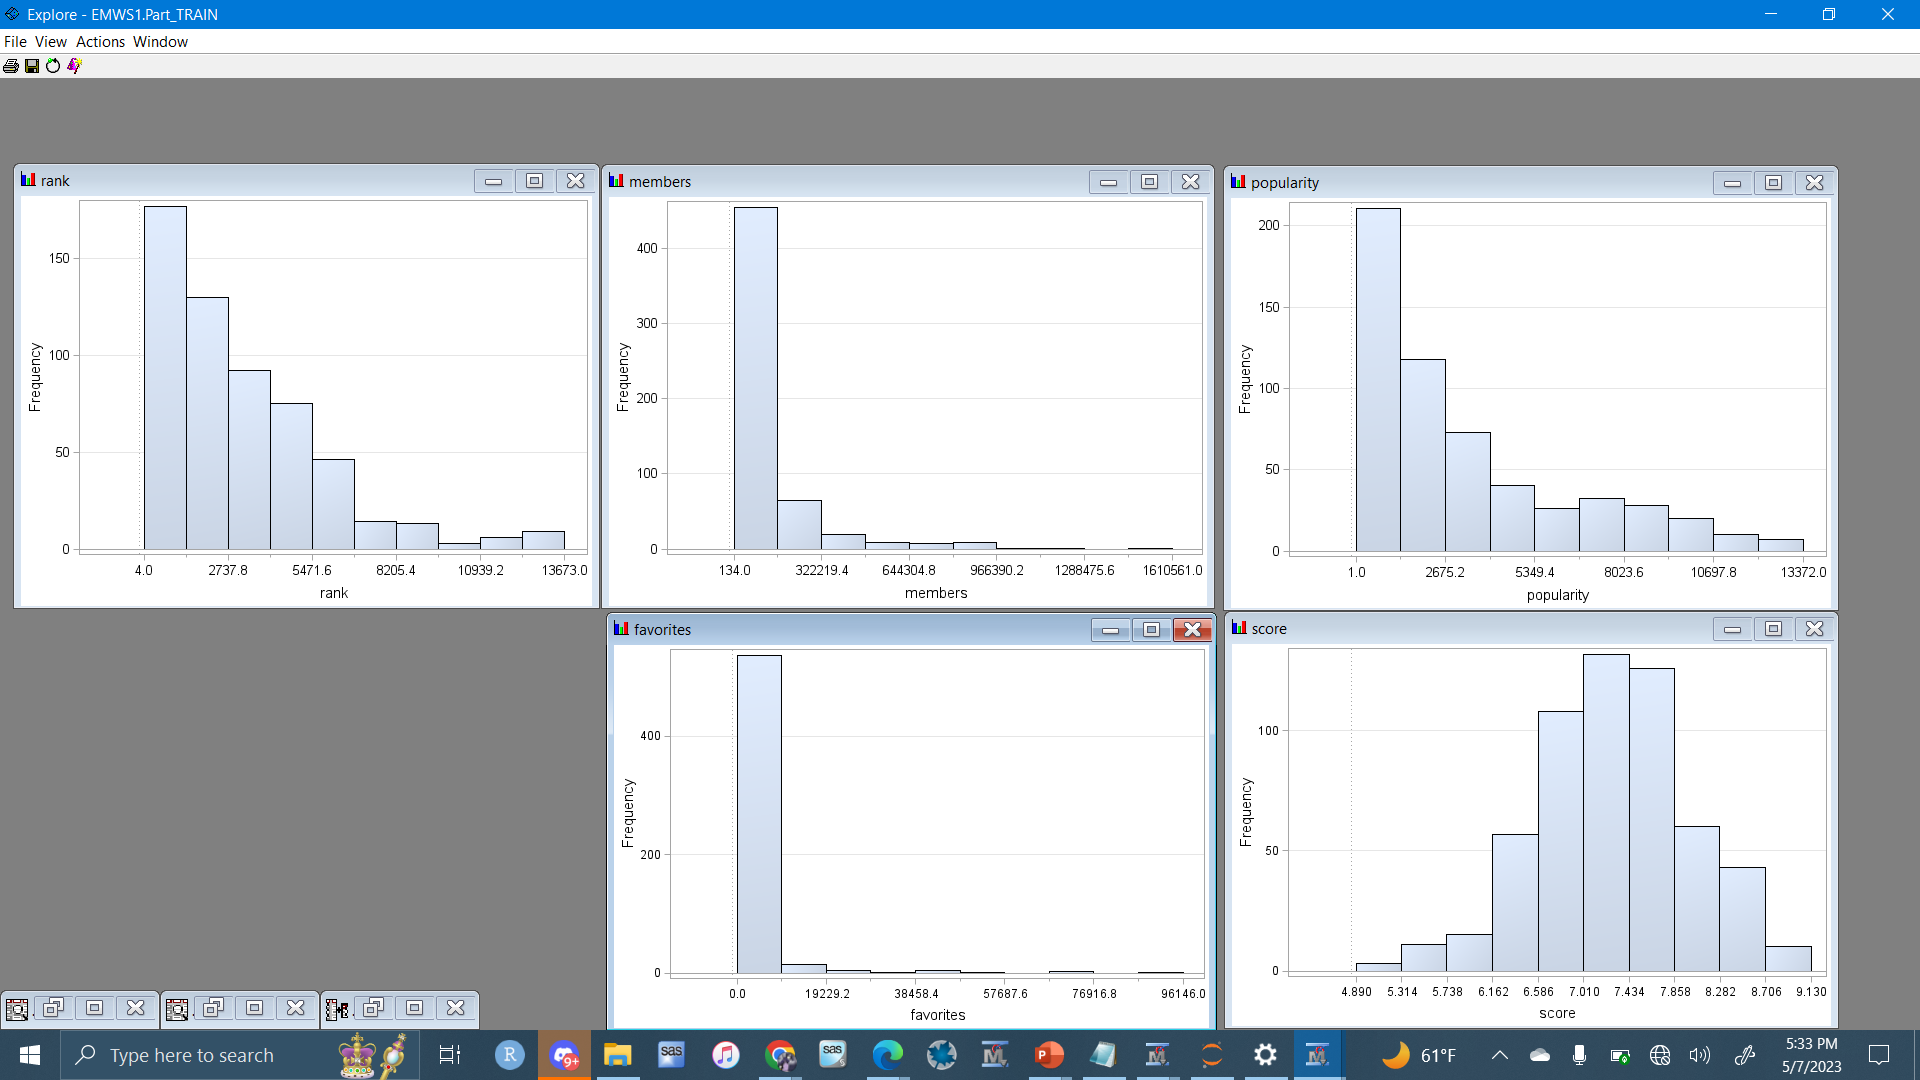 Explore - EMWS1.Part_TRAIN
File View Actions Window
rank
Frequency
150
100
50
0
4.0 2737.8 5471.6 8205.4 10939.2 13673.0
rank
members
Frequency
400
300
200
100
0
134.0 322219.4 644304.8 966390.2 1288475.6 1610561.0
members
popularity
Frequency
200
150
100
50
0
1.0 2675.2 5349.4 8023.6 10697.8 13372.0
popularity
favorites
Frequency
400
200
0
0.0 19229.2 38458.4 57687.6 76916.8 96146.0
favorites
score
Frequency
100
50
0
4.890 5.314 5.738 6.162 6.586 7.010 7.434 7.858 8.282 8.706 9.130
score
Type here to search
R
9+
sas
sas
P
61°F
5:33 PM
5/7/2023